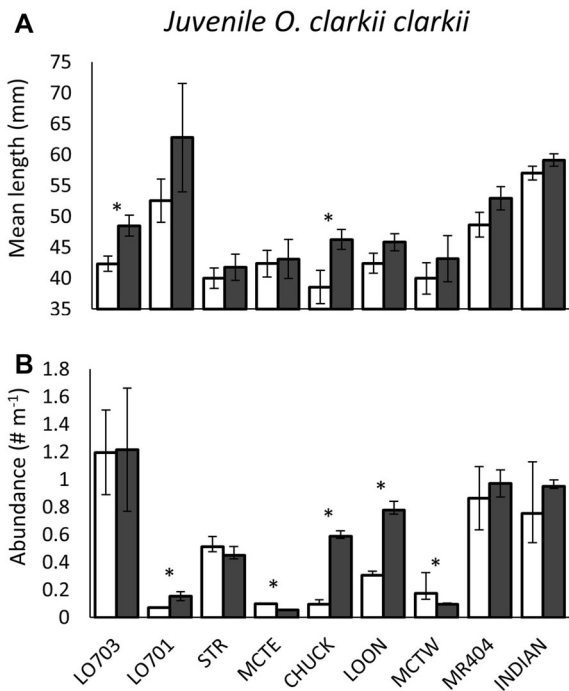 A
Juvenile O. clarkii clarkii
Mean length (mm)
75
70
65
60
55
50
45
40
35
*
*
B
Abundance (# m-1)
1.8
1.6
1.4
1.2
1
0.8
0.6
0.4
0.2
0
*
*
*
*
*
LO703
LO701
STR
MCTE
CHUCK
LOON
MCTW
MR404
INDIAN